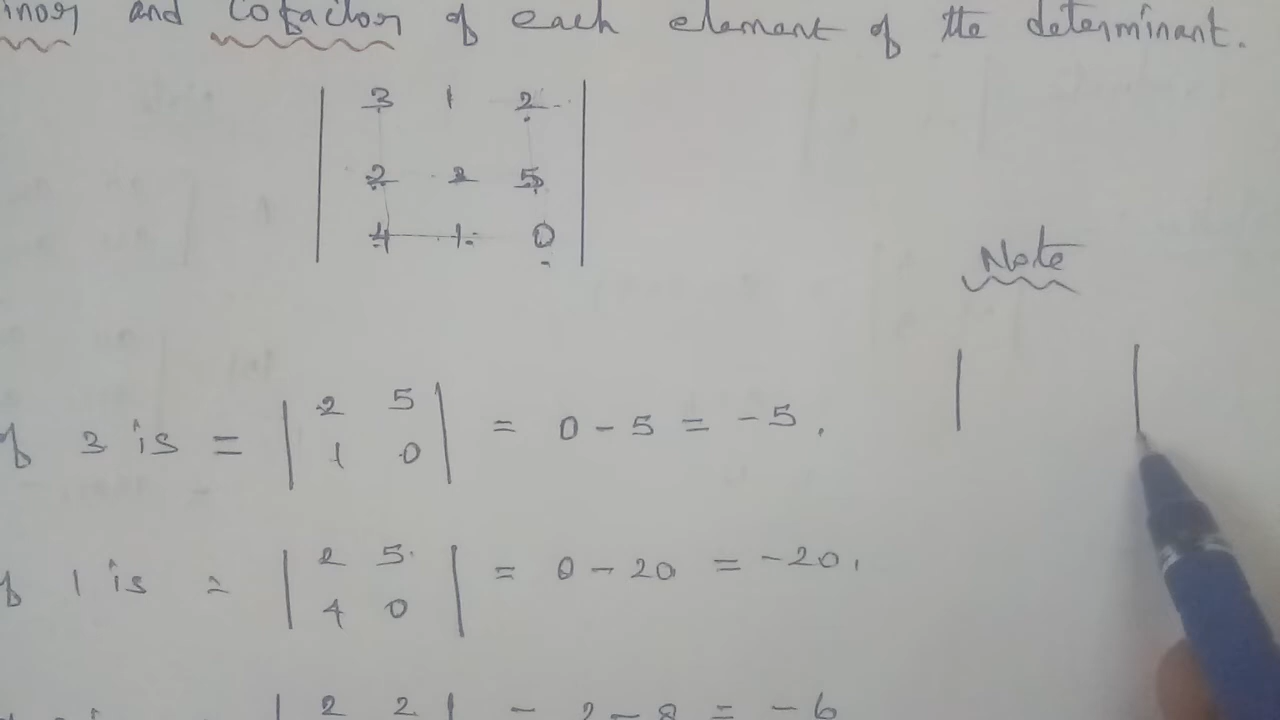 inor and Cofactor of each element of the determinant.
| 3 1 2 |
| 2 2 5 |
| 4 1 0 |
Note
of 3 is = | 2 5 | = 0 - 5 = -5.
| 1 0 |
of 1 is = | 2 5 | = 0 - 20 = -20.
| 4 0 |
| 2 2 | = 2 - 8 = -6